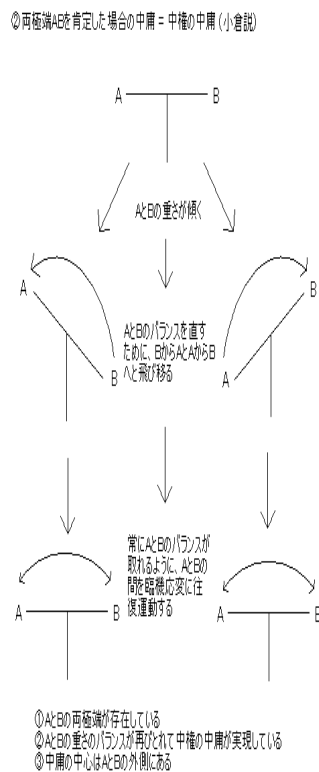 ②両極端ABを肯定した場合の中庸 = 中権の中庸 (小倉説)
A B
AとBの重さが傾く
A B
B A
AとBのバランスを直す
ために、BからAとAからB
へと飛び移る
常にAとBのバランスが
取れるように、AとBの
間を臨機応変に往
復運動する
A B
A B
①AとBの両極端が存在している
②AとBの重さのバランスが再びとれて中権の中庸が実現している
③中庸の中心はAとBの外側にある